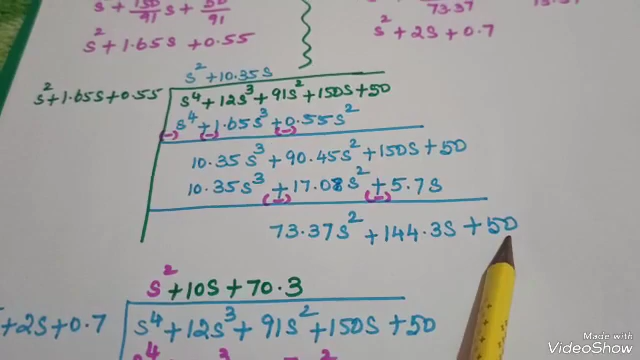 s² + 150/91 s + 50/91
73.37
s² + 1.65s + 0.55
s² + 2s + 0.7
s² + 10.35s
s² + 1.65s + 0.55
s⁴ + 12s³ + 91s² + 150s + 50
(-) s⁴ + (-) 1.65s³ + (-) 0.55s²
10.35s³ + 90.45s² + 150s + 50
10.35s³ + (-) 17.08s² + (-) 5.7s
73.37s² + 144.3s + 50
s² + 10s + 70.3
+ 2s + 0.7
s⁴ + 12s³ + 91s² + 150s + 50
Made With
VideoShow